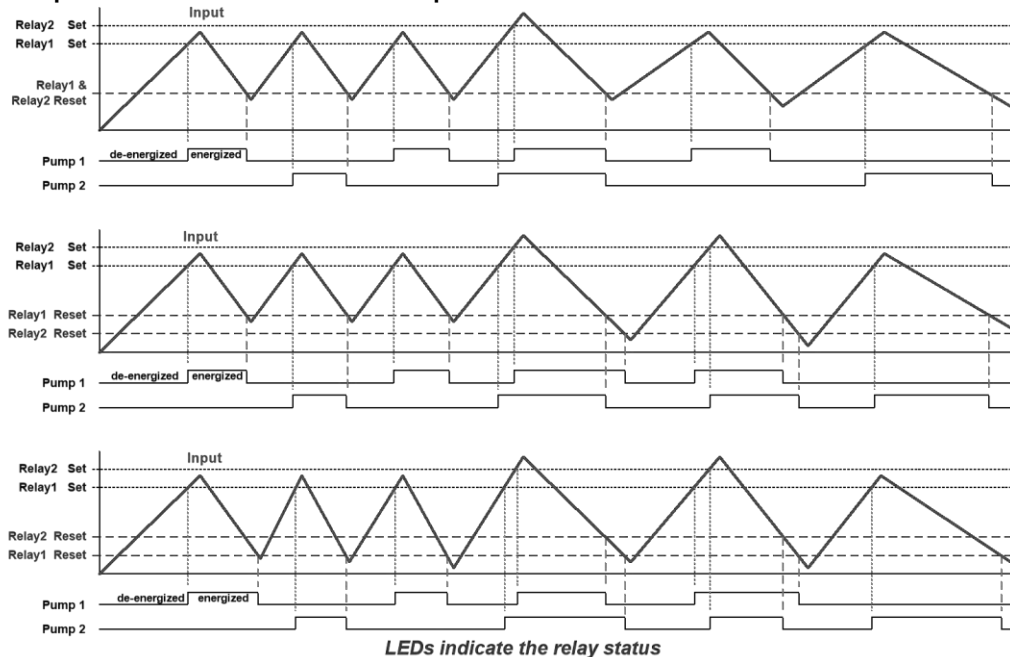 Input
Relay2 Set
Relay1 Set
Relay1 &
Relay2 Reset
de-energized energized
Pump 1
Pump 2
Input
Relay2 Set
Relay1 Set
Relay1 Reset
Relay2 Reset
de-energized energized
Pump 1
Pump 2
Input
Relay2 Set
Relay1 Set
Relay2 Reset
Relay1 Reset
de-energized energized
Pump 1
Pump 2
LEDs indicate the relay status